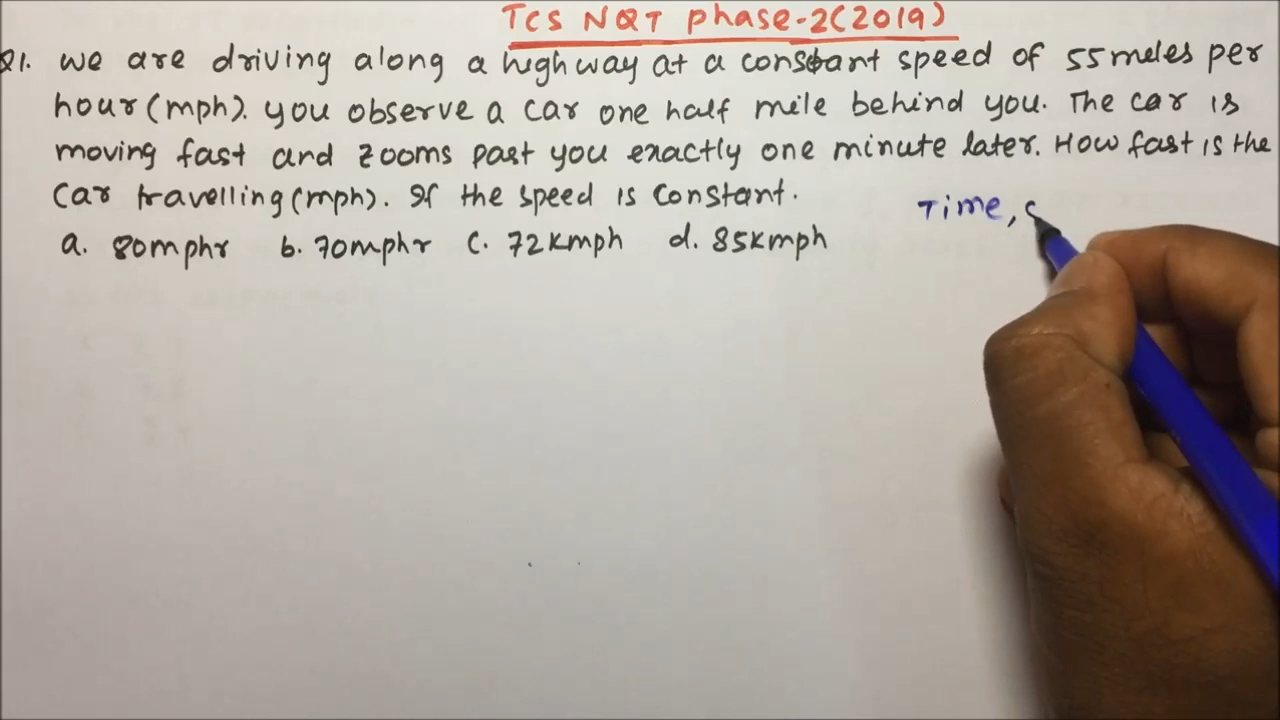 TCS NQT Phase-2(2019)
Q1. We are driving along a highway at a constant speed of 55 meles per
hour(mph). you observe a car one half mile behind you. The car is
moving fast and zooms past you exactly one minute later. How fast is the
Car travelling(mph). If the speed is Constant.
Time, S
a. 80mphr b. 70mphr c. 72kmph d. 85kmph